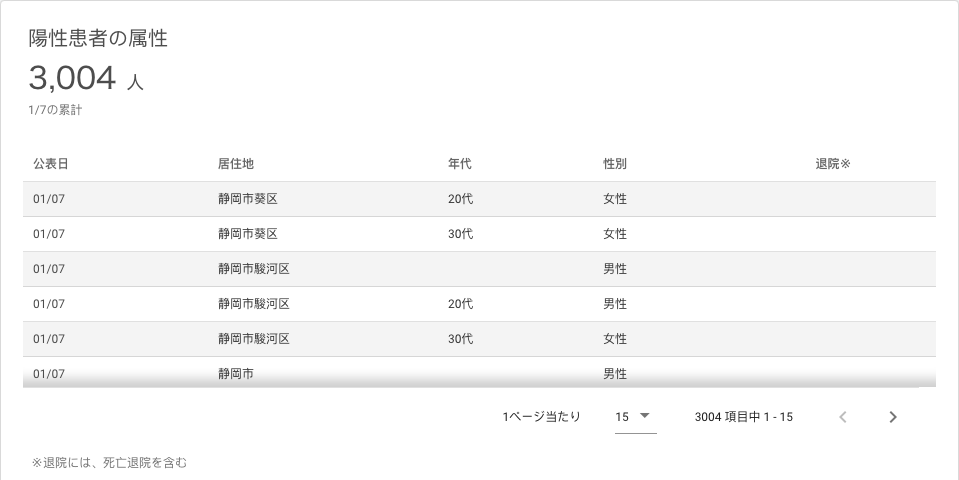 陽性患者の属性
3,004 人
1/7の累計
公表日 居住地 年代 性別 退院※
01/07 静岡市葵区 20代 女性
01/07 静岡市葵区 30代 女性
01/07 静岡市駿河区 男性
01/07 静岡市駿河区 20代 男性
01/07 静岡市駿河区 30代 女性
01/07 静岡市 男性
1ページ当たり 15 3004 項目中 1 - 15
※退院には、死亡退院を含む